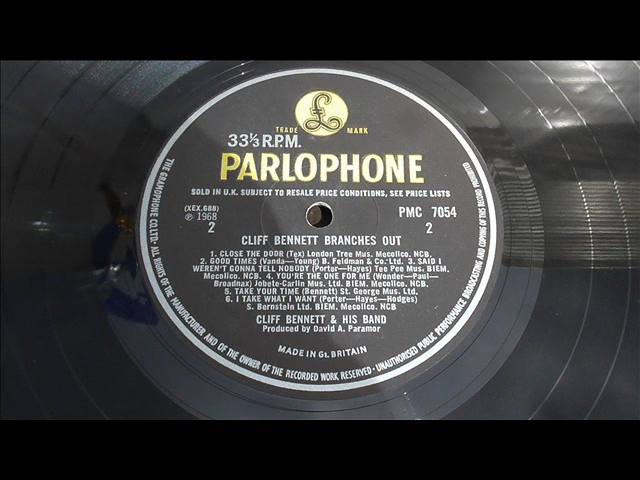 TRADE MARK
33⅓ R.P.M.
PARLOPHONE
SOLD IN U.K. SUBJECT TO RESALE PRICE CONDITIONS, SEE PRICE LISTS
(XEX.688)
℗ 1968
2
PMC 7054
2
CLIFF BENNETT BRANCHES OUT
1. CLOSE THE DOOR (Tex) London Tree Mus. Mecolico. NCB.
2. GOOD TIMES (Vanda—Young) B. Feldman & Co.'Ltd. 3. SAID I
WEREN'T GONNA TELL NOBODY (Porter—Hayes) Tee Pee Mus. BIEM.
Mecolico. NCB. 4. YOU'RE THE ONE FOR ME (Wonder—Paul—
Broadnax) Jobete-Carlin Mus. Ltd. BIEM. Mecolico. NCB.
5. TAKE YOUR TIME (Bennett) St. George Mus. Ltd.
6. I TAKE WHAT I WANT (Porter—Hayes—Hodges)
S. Bernstein Ltd. BIEM. Mecolico. NCB
CLIFF BENNETT & HIS BAND
Produced by David A. Paramor
MADE IN Gt. BRITAIN
THE GRAMOPHONE CO. LTD.· ALL RIGHTS OF THE MANUFACTURER AND OF THE OWNER OF THE RECORDED WORK RESERVED · UNAUTHORISED PUBLIC PERFORMANCE BROADCASTING AND COPYING OF THIS RECORD PROHIBITED